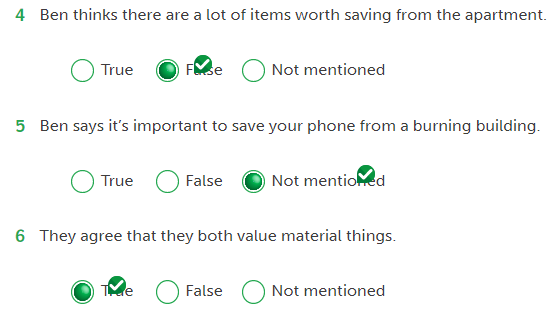 4 Ben thinks there are a lot of items worth saving from the apartment.
True False Not mentioned
5 Ben says it's important to save your phone from a burning building.
True False Not mentioned
6 They agree that they both value material things.
True False Not mentioned